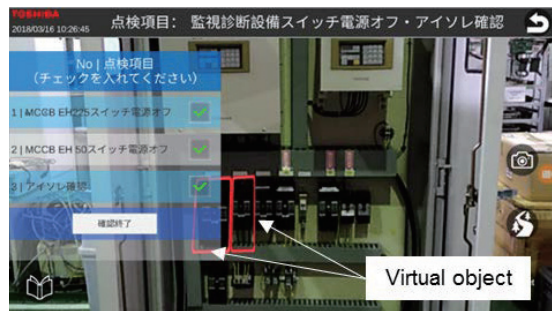 TOSHIBA
2018/03/16 10:26:45
点検項目： 監視診断設備スイッチ電源オフ・アイソレ確認
No | 点検項目
（チェックを入れてください）
1 | MCCB EH225スイッチ電源オフ
2 | MCCB EH 50スイッチ電源オフ
3 | アイソレ確認
確認終了
Virtual object